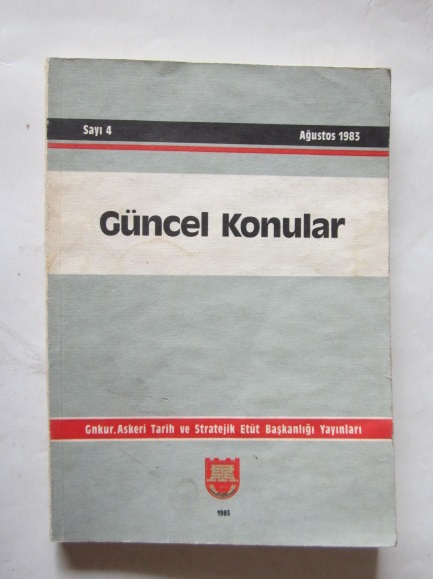 Sayı 4 Ağustos 1983
Güncel Konular
Gnkur. Askeri Tarih ve Stratejik Etüt Başkanlığı Yayınları
1983